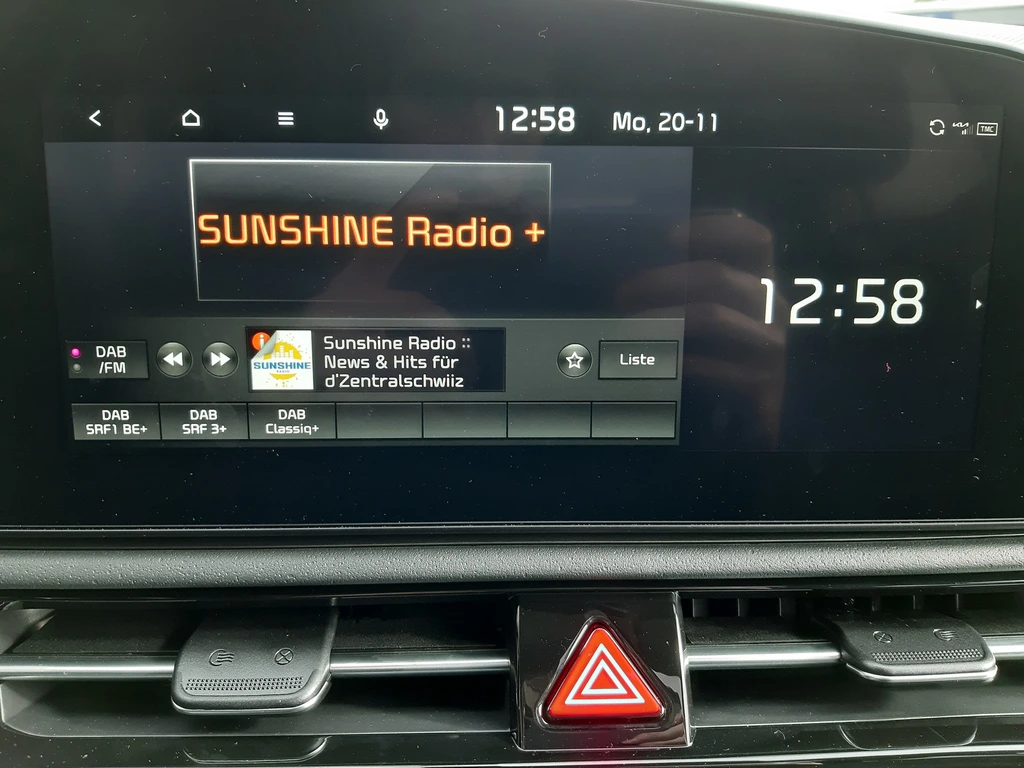 12:58 Mo, 20-11
TMC
SUNSHINE Radio +
12:58
DAB
/FM
SUNSHINE
RADIO
Sunshine Radio ::
News & Hits für
d'Zentralschwiiz
Liste
DAB
SRF1 BE+
DAB
SRF 3+
DAB
Classiq+